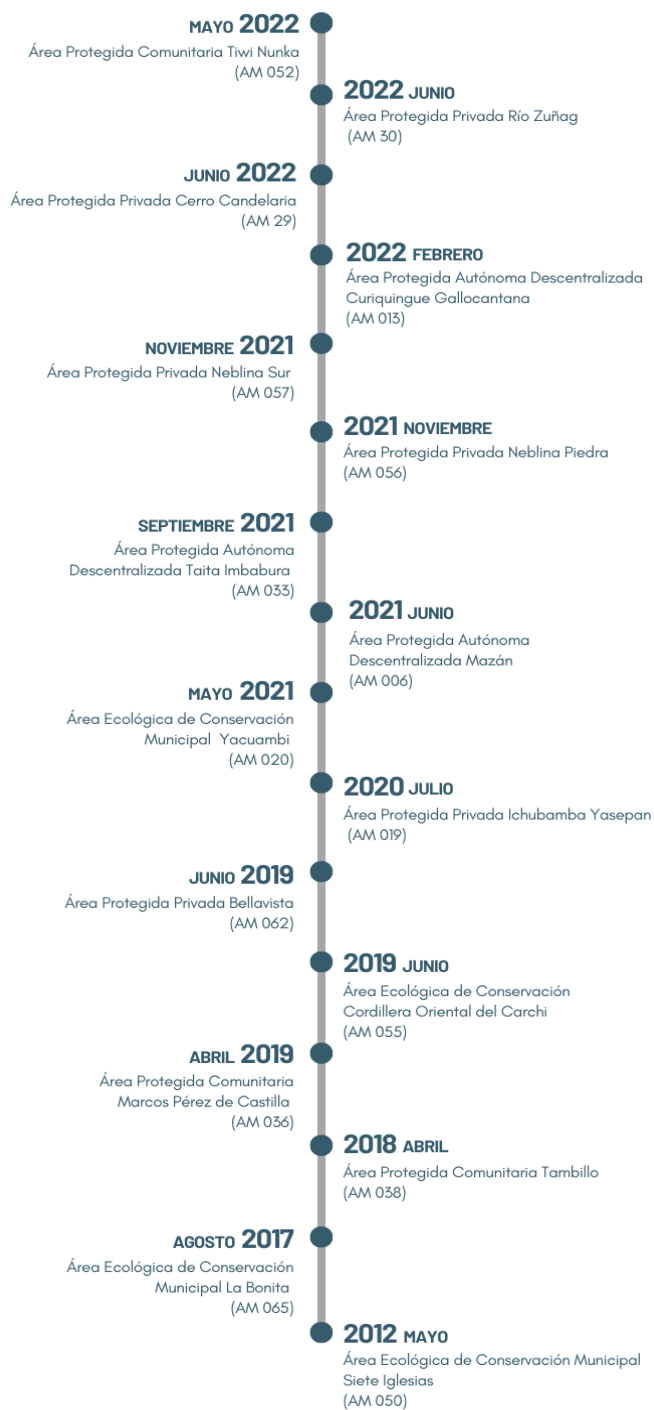 MAYO 2022
Área Protegida Comunitaria Tiwi Nunka
(AM 052)
2022 JUNIO
Área Protegida Privada Río Zuñag
(AM 30)
JUNIO 2022
Área Protegida Privada Cerro Candelaria
(AM 29)
2022 FEBRERO
Área Protegida Autónoma Descentralizada
Curiquingue Gallocantana
(AM 013)
NOVIEMBRE 2021
Área Protegida Privada Neblina Sur
(AM 057)
2021 NOVIEMBRE
Área Protegida Privada Neblina Piedra
(AM 056)
SEPTIEMBRE 2021
Área Protegida Autónoma
Descentralizada Taita Imbabura
(AM 033)
2021 JUNIO
Área Protegida Autónoma
Descentralizada Mazán
(AM 006)
MAYO 2021
Área Ecológica de Conservación
Municipal Yacuambi
(AM 020)
2020 JULIO
Área Protegida Privada Ichubamba Yasepan
(AM 019)
JUNIO 2019
Área Protegida Privada Bellavista
(AM 062)
2019 JUNIO
Área Ecológica de Conservación
Cordillera Oriental del Carchi
(AM 055)
ABRIL 2019
Área Protegida Comunitaria
Marcos Pérez de Castilla
(AM 036)
2018 ABRIL
Área Protegida Comunitaria Tambillo
(AM 038)
AGOSTO 2017
Área Ecológica de Conservación
Municipal La Bonita
(AM 065)
2012 MAYO
Área Ecológica de Conservación Municipal
Siete Iglesias
(AM 050)